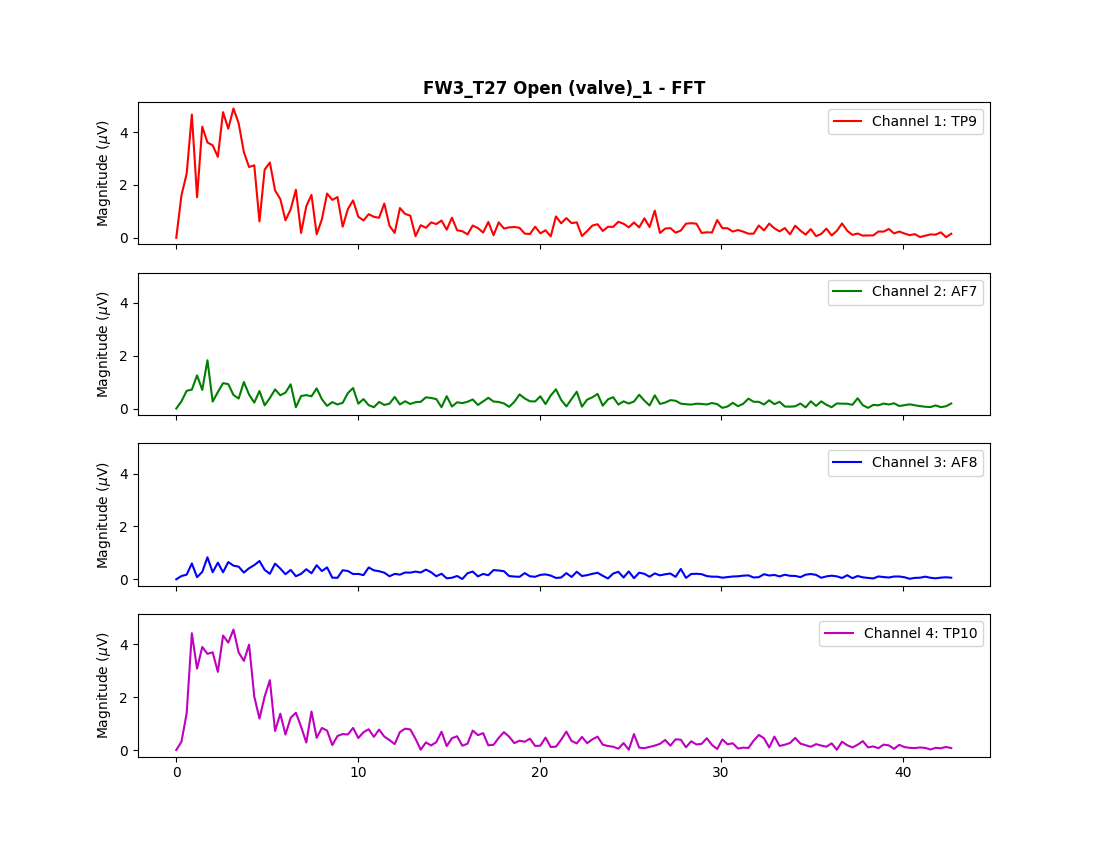 FW3_T27 Open (valve)_1 - FFT
Magnitude (µV)
4
2
0
Channel 1: TP9
Magnitude (µV)
4
2
0
Channel 2: AF7
Magnitude (µV)
4
2
0
Channel 3: AF8
Magnitude (µV)
4
2
0
Channel 4: TP10
0 10 20 30 40